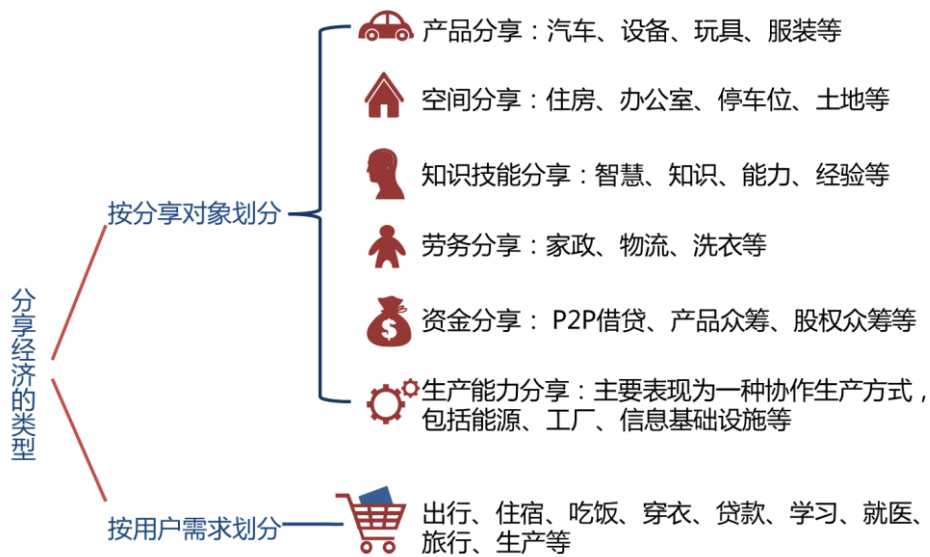 分享经济的类型
按分享对象划分
产品分享：汽车、设备、玩具、服装等
空间分享：住房、办公室、停车位、土地等
知识技能分享：智慧、知识、能力、经验等
劳务分享：家政、物流、洗衣等
$
资金分享： P2P借贷、产品众筹、股权众筹等
生产能力分享：主要表现为一种协作生产方式，
包括能源、工厂、信息基础设施等
按用户需求划分
出行、住宿、吃饭、穿衣、贷款、学习、就医、
旅行、生产等